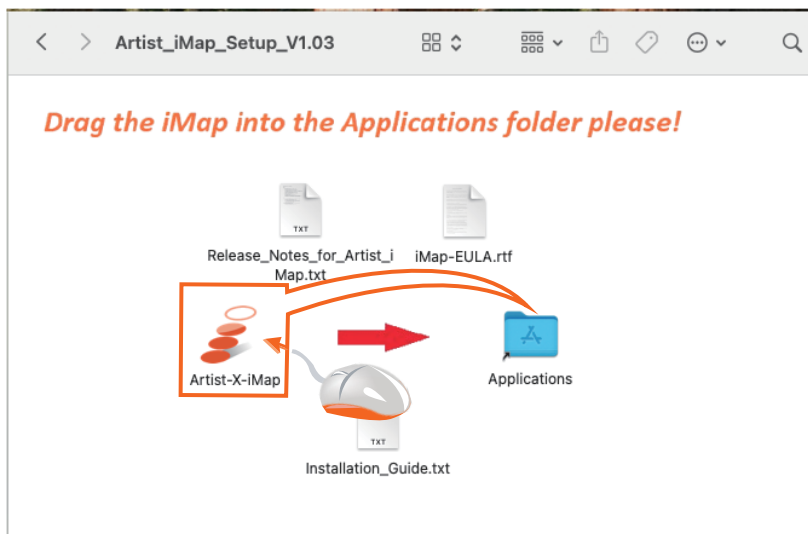 Artist_iMap_Setup_V1.03
Drag the iMap into the Applications folder please!
TXT
Release_Notes_for_Artist_i
Map.txt
iMap-EULA.rtf
Artist-X-iMap
Applications
TXT
Installation_Guide.txt